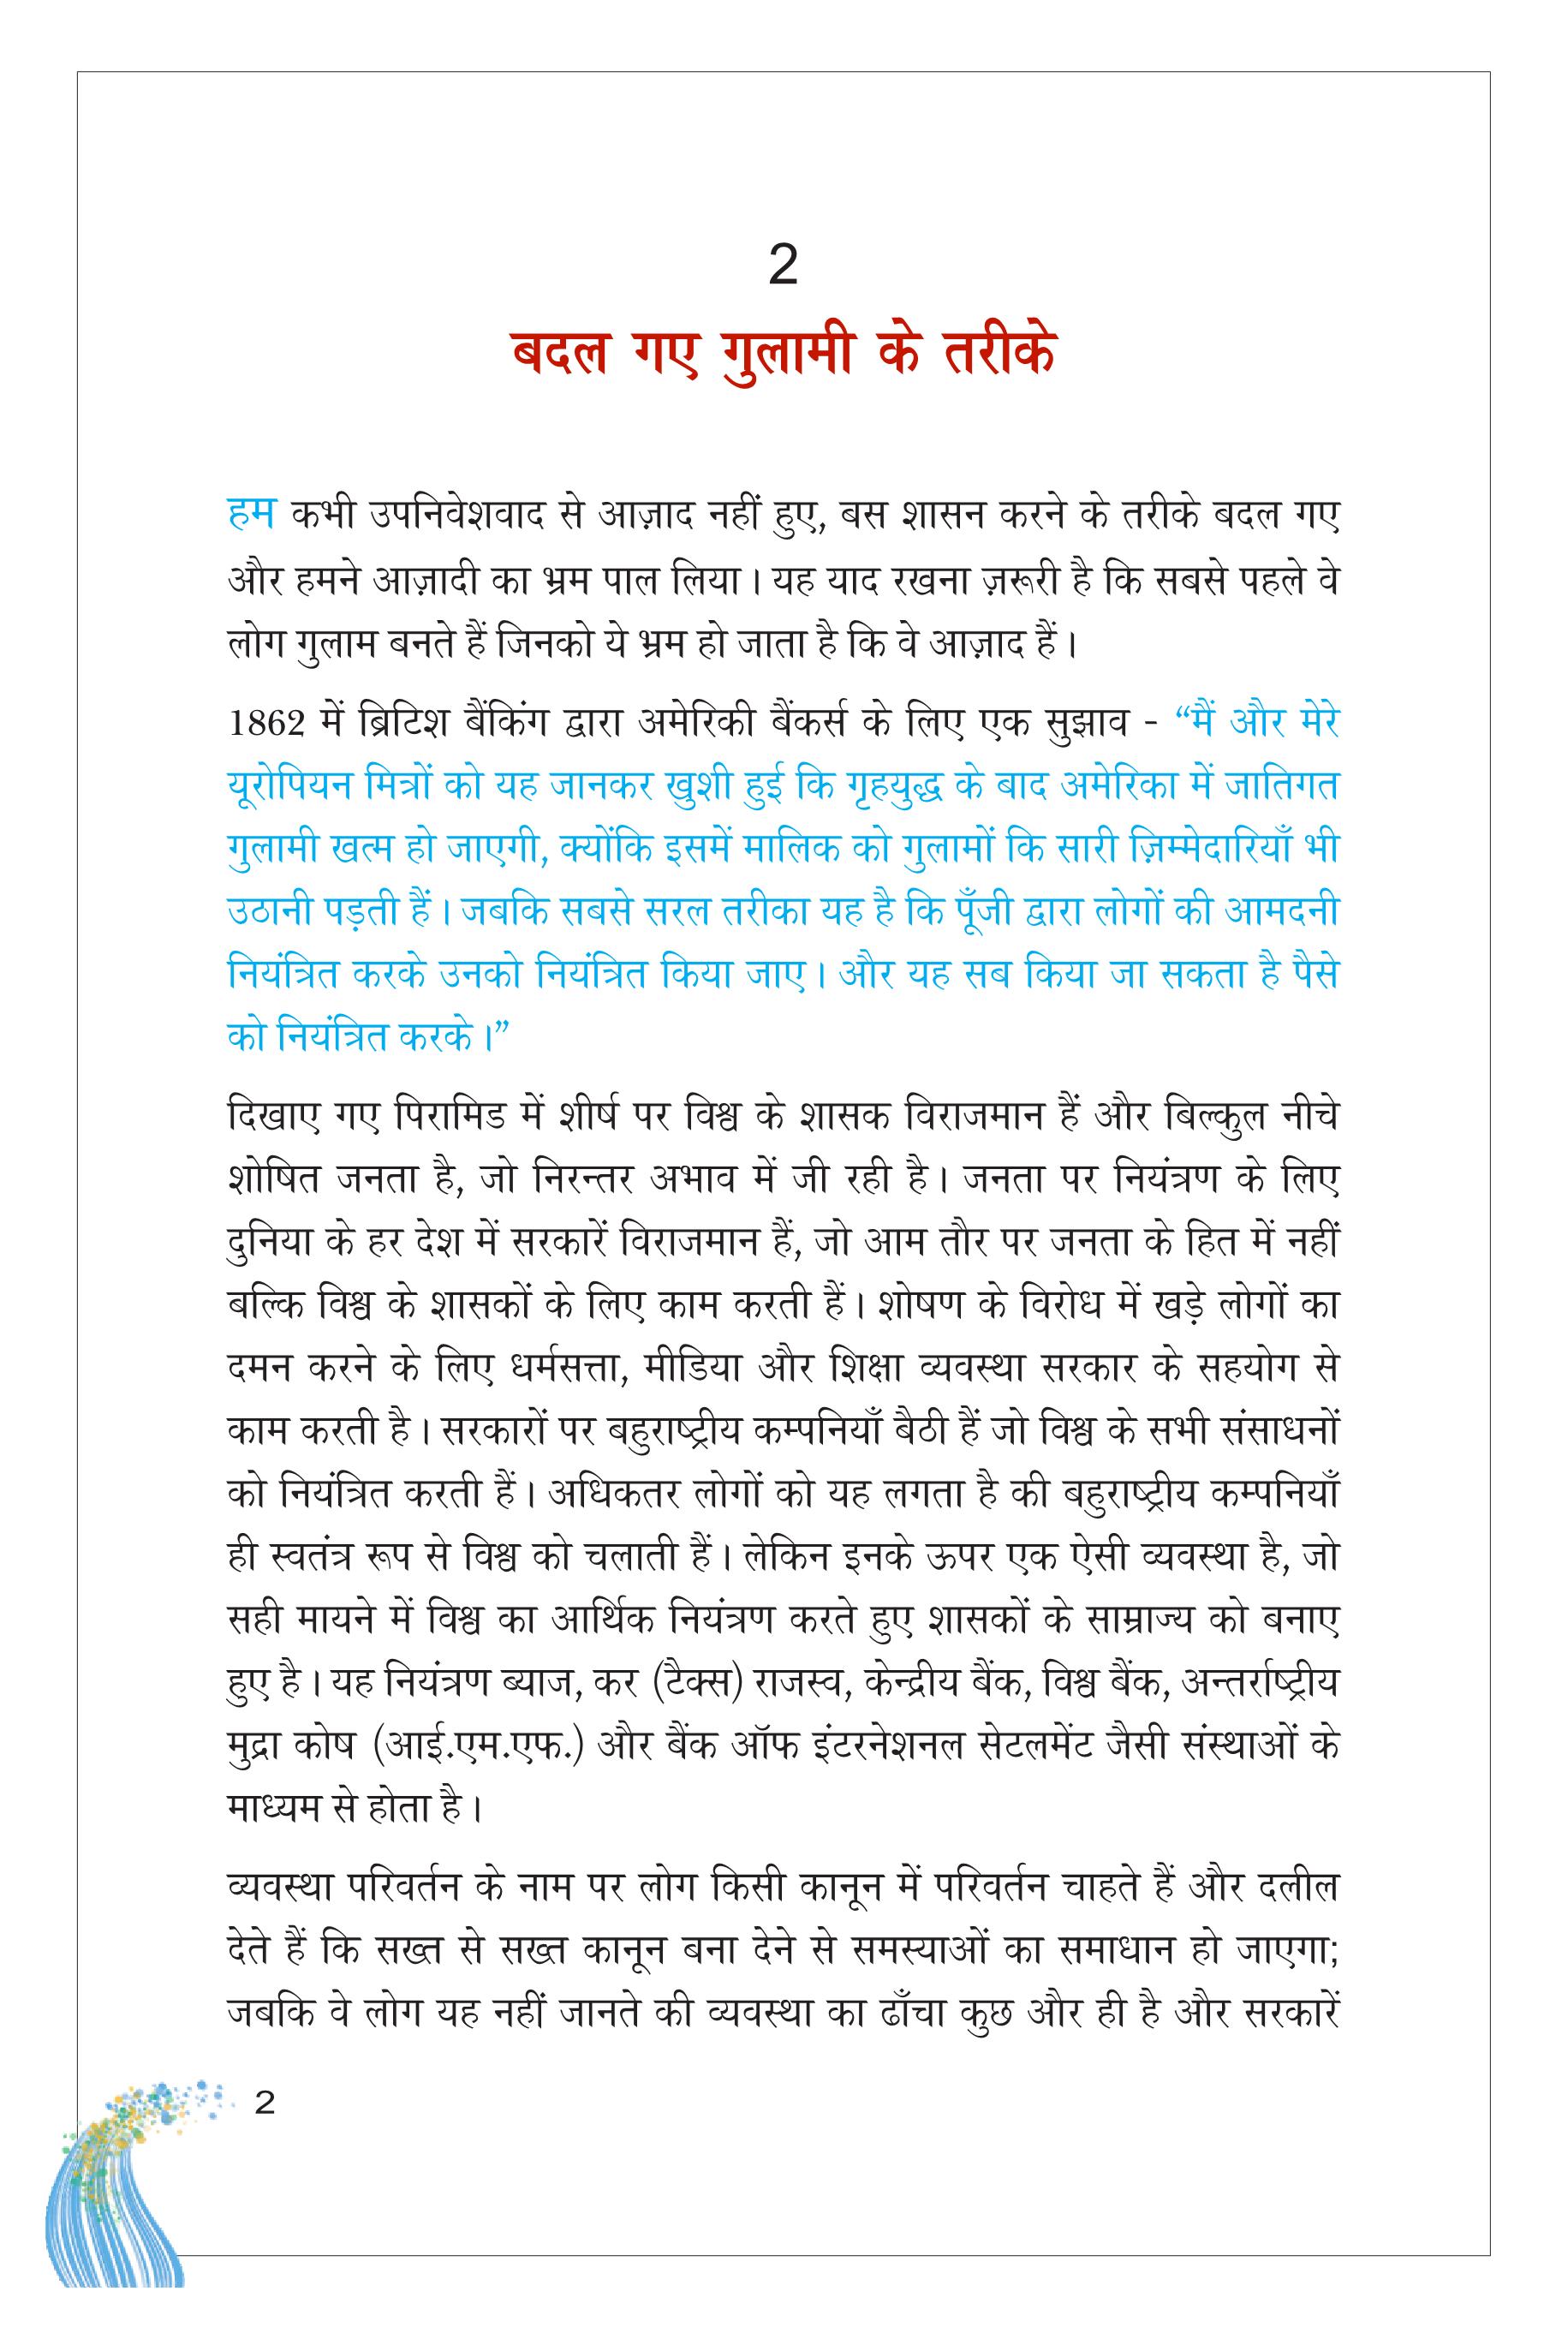 2
बदल गए गुलामी के तरीके
हम कभी उपनिवेशवाद से आज़ाद नहीं हुए, बस शासन करने के तरीके बदल गए
और हमने आज़ादी का भ्रम पाल लिया। यह याद रखना ज़रूरी है कि सबसे पहले वे
लोग गुलाम बनते हैं जिनको ये भ्रम हो जाता है कि वे आज़ाद हैं।
1862 में ब्रिटिश बैंकिंग द्वारा अमेरिकी बैंकर्स के लिए एक सुझाव - “मैं और मेरे
यूरोपियन मित्रों को यह जानकर खुशी हुई कि गृहयुद्ध के बाद अमेरिका में जातिगत
गुलामी खत्म हो जाएगी, क्योंकि इसमें मालिक को गुलामों कि सारी ज़िम्मेदारियाँ भी
उठानी पड़ती हैं। जबकि सबसे सरल तरीका यह है कि पूँजी द्वारा लोगों की आमदनी
नियंत्रित करके उनको नियंत्रित किया जाए। और यह सब किया जा सकता है पैसे
को नियंत्रित करके।”
दिखाए गए पिरामिड में शीर्ष पर विश्व के शासक विराजमान हैं और बिल्कुल नीचे
शोषित जनता है, जो निरन्तर अभाव में जी रही है। जनता पर नियंत्रण के लिए
दुनिया के हर देश में सरकारें विराजमान हैं, जो आम तौर पर जनता के हित में नहीं
बल्कि विश्व के शासकों के लिए काम करती हैं। शोषण के विरोध में खड़े लोगों का
दमन करने के लिए धर्मसत्ता, मीडिया और शिक्षा व्यवस्था सरकार के सहयोग से
काम करती है। सरकारों पर बहुराष्ट्रीय कम्पनियाँ बैठी हैं जो विश्व के सभी संसाधनों
को नियंत्रित करती हैं। अधिकतर लोगों को यह लगता है की बहुराष्ट्रीय कम्पनियाँ
ही स्वतंत्र रूप से विश्व को चलाती हैं। लेकिन इनके ऊपर एक ऐसी व्यवस्था है, जो
सही मायने में विश्व का आर्थिक नियंत्रण करते हुए शासकों के साम्राज्य को बनाए
हुए है। यह नियंत्रण ब्याज, कर (टैक्स) राजस्व, केन्द्रीय बैंक, विश्व बैंक, अन्तर्राष्ट्रीय
मुद्रा कोष (आई.एम.एफ.) और बैंक ऑफ इंटरनेशनल सेटलमेंट जैसी संस्थाओं के
माध्यम से होता है।
व्यवस्था परिवर्तन के नाम पर लोग किसी कानून में परिवर्तन चाहते हैं और दलील
देते हैं कि सख्त से सख्त कानून बना देने से समस्याओं का समाधान हो जाएगा;
जबकि वे लोग यह नहीं जानते की व्यवस्था का ढाँचा कुछ और ही है और सरकारें
2